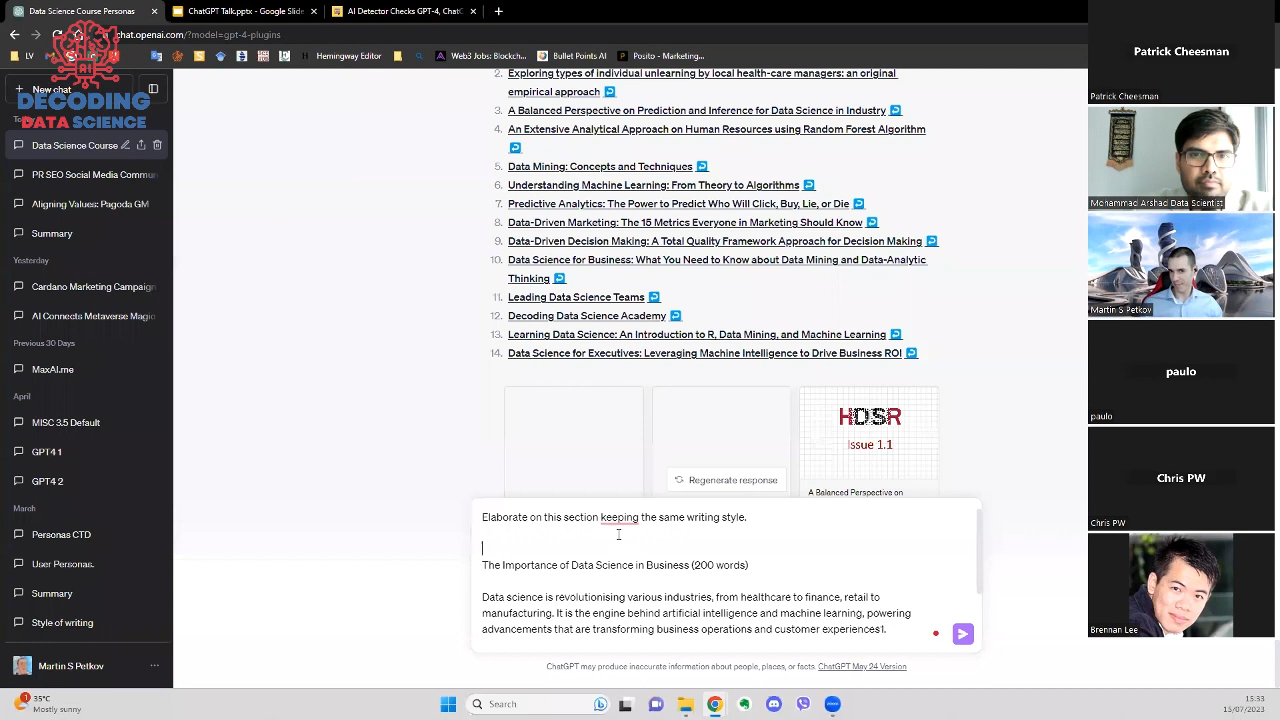 Data Science Course
ChatGPT Talk.pptx - Google Slide
AI Detector Checks GPT-4, ChatG
chat.openai.com/?model=gpt-4-plugins
LV
Hemingway Editor
Web3 Jobs: Blockch...
Bullet Points AI
Posito - Marketing...
New chat
DECODING
DATA SCIENCE
Data Science Course
PR SEO Social Media Commun
Aligning Values: Pagoda GM
Summary
Yesterday
Cardano Marketing Campaign
AI Connects Metaverse Magic
Previous 30 Days
MaxAI.me
April
MISC 3.5 Default
GPT4 1
GPT4 2
March
Personas CTD
User Personas.
Summary
Style of writing
Martin S Petkov
2. Exploring types of individual unlearning by local health-care managers: an original
empirical approach
3. A Balanced Perspective on Prediction and Inference for Data Science in Industry
4. An Extensive Analytical Approach on Human Resources using Random Forest Algorithm
5. Data Mining: Concepts and Techniques
6. Understanding Machine Learning: From Theory to Algorithms
7. Predictive Analytics: The Power to Predict Who Will Click, Buy, Lie, or Die
8. Data-Driven Marketing: The 15 Metrics Everyone in Marketing Should Know
9. Data-Driven Decision Making: A Total Quality Framework Approach for Decision Making
10. Data Science for Business: What You Need to Know about Data Mining and Data-Analytic
Thinking
11. Leading Data Science Teams
12. Decoding Data Science Academy
13. Learning Data Science: An Introduction to R, Data Mining, and Machine Learning
14. Data Science for Executives: Leveraging Machine Intelligence to Drive Business ROI
HDSR
Issue 1.1
A Balanced Perspective on
Regenerate response
Elaborate on this section keeping the same writing style.
The Importance of Data Science in Business (200 words)
Data science is revolutionising various industries, from healthcare to finance, retail to
manufacturing. It is the engine behind artificial intelligence and machine learning, powering
advancements that are transforming business operations and customer experiences1.
ChatGPT may produce inaccurate information about people, places, or facts. ChatGPT May 24 Version
Patrick Cheesman
Patrick Cheesman
Mohammad Arshad Data Scientist
Martin S Petkov
paulo
paulo
Chris PW
Chris PW
Brennan Lee
1
35°C
Mostly sunny
Search
15:33
15/07/2023